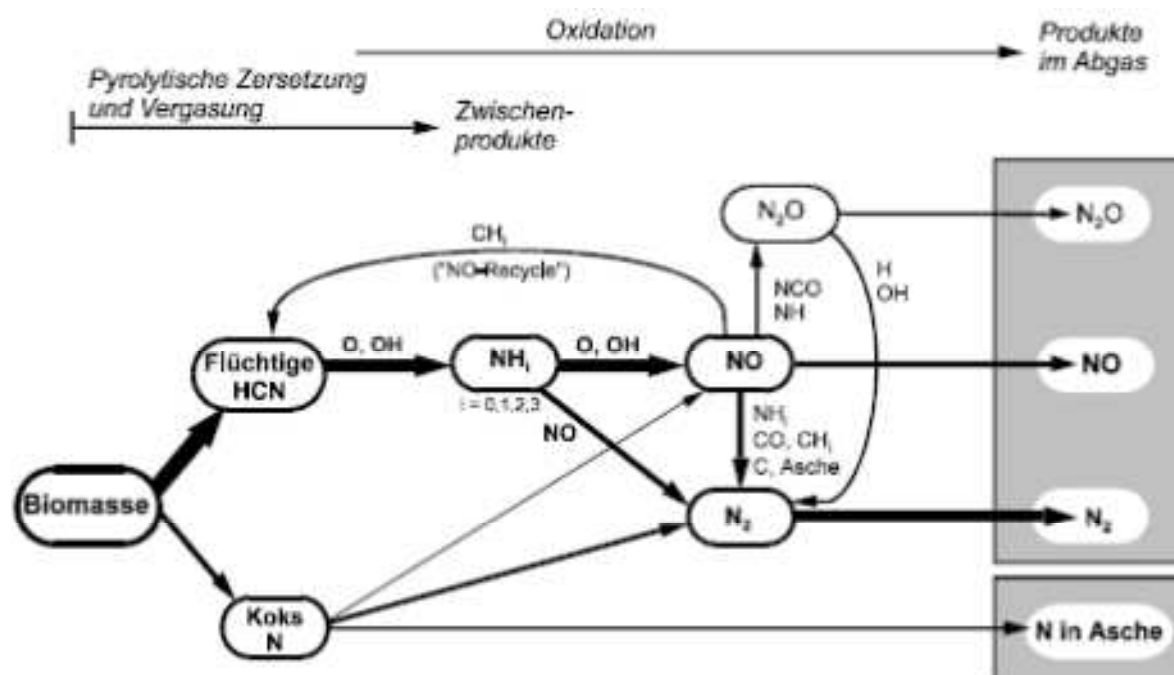 Oxidation
Produkte
im Abgas
Pyrolytische Zersetzung
und Vergasung
Zwischen-
produkte
N₂O
N₂O
CHᵢ
("NO-Recycle")
NCO
NH
H
OH
Flüchtige
HCN
O, OH
NHᵢ
i = 0,1,2,3
O, OH
NO
NO
NO
NHᵢ
CO, CHᵢ
C, Asche
Biomasse
N₂
N₂
Koks
N
N in Asche